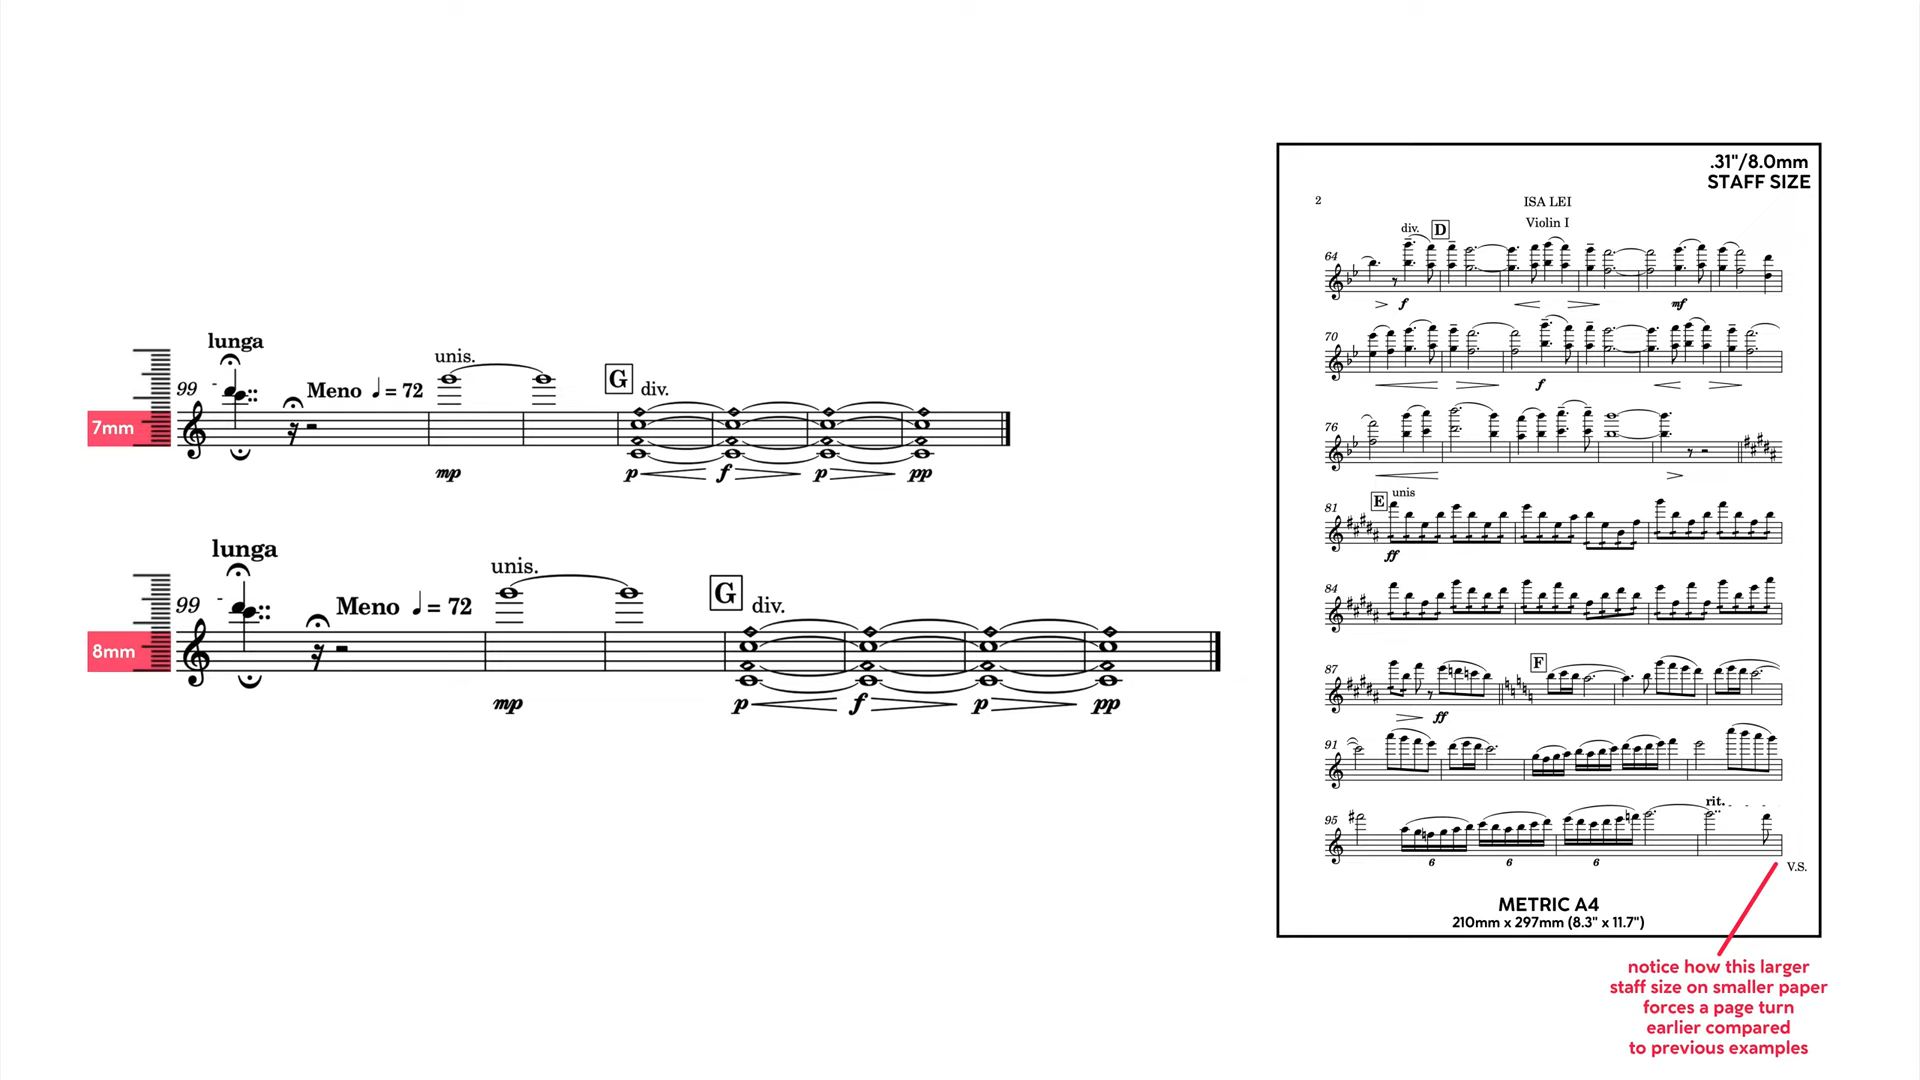 lunga
unis.
99
Meno ♩ = 72
G
div.
7mm
mp
p
f
p
pp
lunga
unis.
99
Meno ♩ = 72
G
div.
8mm
mp
p
f
p
pp
.31"/8.0mm
STAFF SIZE
2
ISA LEI
Violin I
div.
D
64
f
mf
70
f
76
E
unis
81
ff
84
F
87
ff
91
rit.
95
6
6
6
V.S.
METRIC A4
210mm x 297mm (8.3" x 11.7")
notice how this larger
staff size on smaller paper
forces a page turn
earlier compared
to previous examples